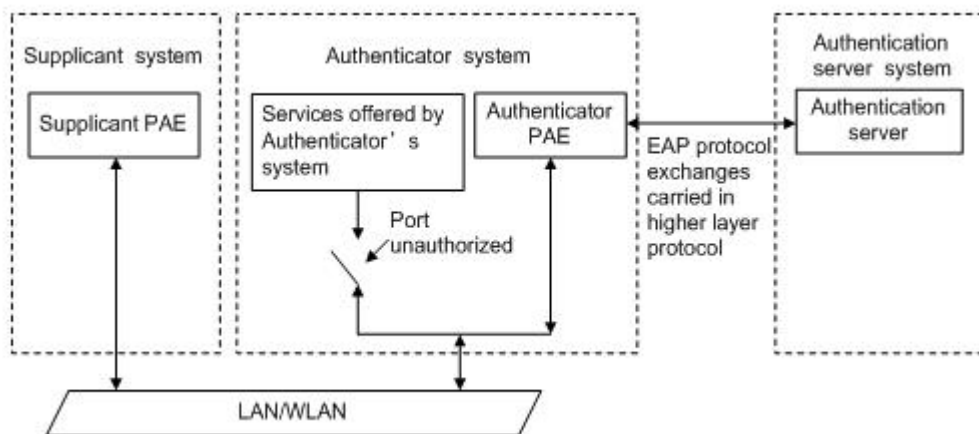 Supplicant system
Supplicant PAE
Authenticator system
Services offered by
Authenticator's
system
Authenticator
PAE
Port
unauthorized
EAP protocol
exchanges
carried in
higher layer
protocol
Authentication
server system
Authentication
server
LAN/WLAN